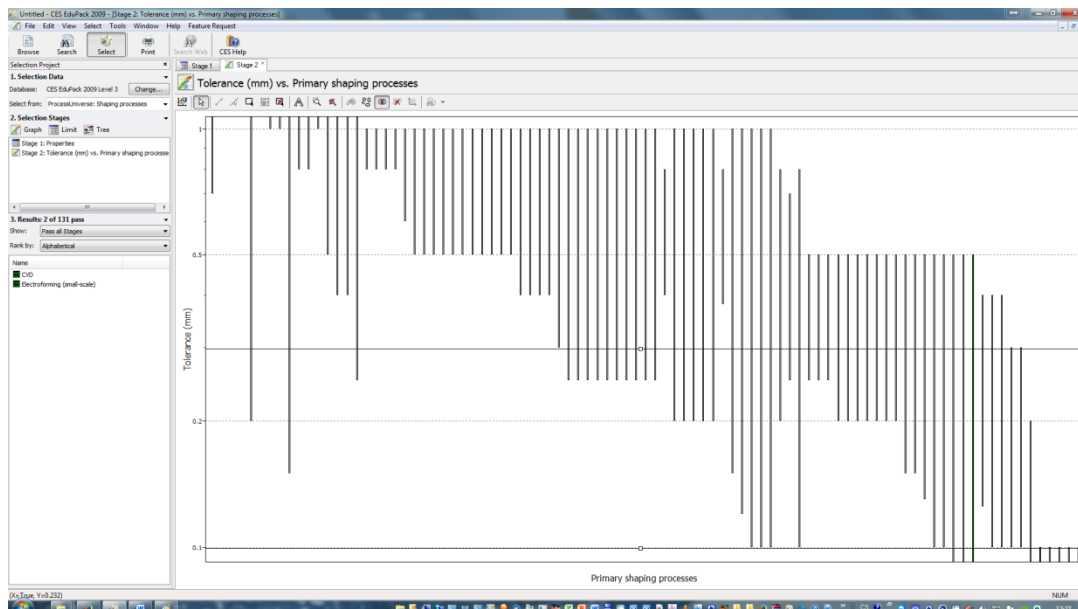 Untitled - CES EduPack 2009 - [Stage 2: Tolerance (mm) vs. Primary shaping processes]
File Edit View Select Tools Window Help Feature Request
Browse Search Select Print Search Web CES Help
Selection Project
1. Selection Data
Database: CES EduPack 2009 Level 3 Change...
Select from: ProcessUniverse: Shaping processes
2. Selection Stages
Graph Limit Tree
Stage 1: Properties
Stage 2: Tolerance (mm) vs. Primary shaping processe
3. Results: 2 of 131 pass
Show: Pass all Stages
Rank by: Alphabetical
Name
CVD
Electroforming (small-scale)
Stage 1 Stage 2
Tolerance (mm) vs. Primary shaping processes
1
0.5
0.2
0.1
Tolerance (mm)
Primary shaping processes
(X=True, Y=0.232)
NUM